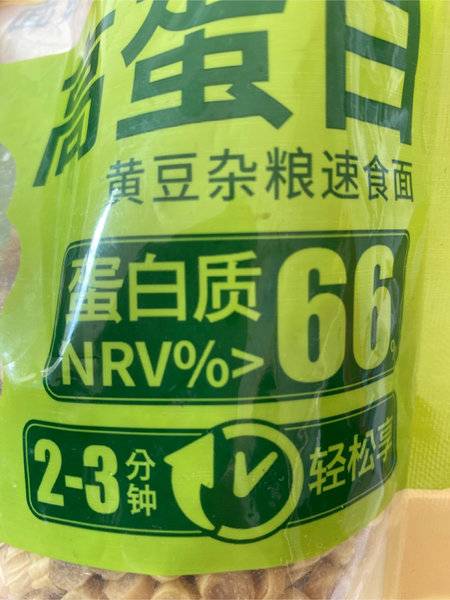 高蛋白
黄豆杂粮速食面
蛋白质
NRV%>66%
2-3分钟
轻松享